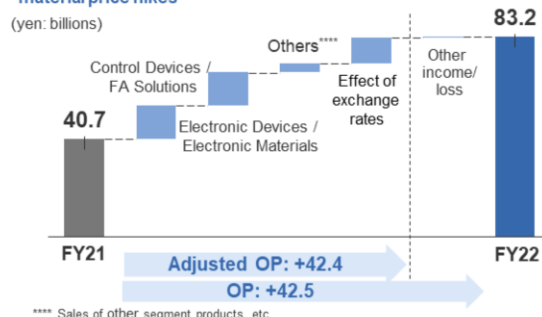 material price hikes
(yen: billions)
83.2
Others****
Other
income/
loss
Control Devices /
FA Solutions
Effect of
exchange
rates
40.7
Electronic Devices /
Electronic Materials
FY21
FY22
Adjusted OP: +42.4
OP: +42.5
**** Sales of other segment products, etc.